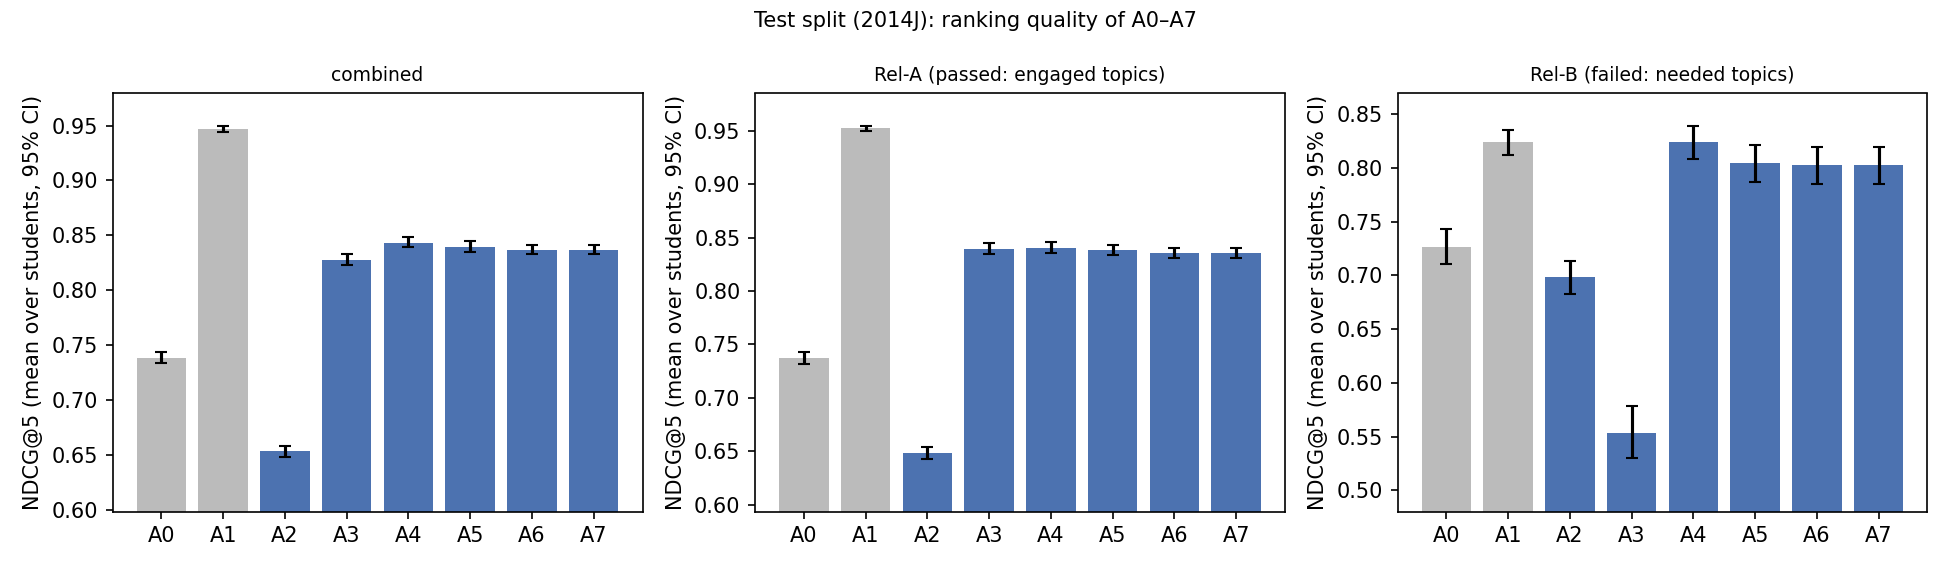 Test split (2014J): ranking quality of A0–A7
combined
NDCG@5 (mean over students, 95% CI)
0.95
0.90
0.85
0.80
0.75
0.70
0.65
0.60
A0 A1 A2 A3 A4 A5 A6 A7
Rel-A (passed: engaged topics)
NDCG@5 (mean over students, 95% CI)
0.95
0.90
0.85
0.80
0.75
0.70
0.65
0.60
A0 A1 A2 A3 A4 A5 A6 A7
Rel-B (failed: needed topics)
NDCG@5 (mean over students, 95% CI)
0.85
0.80
0.75
0.70
0.65
0.60
0.55
0.50
A0 A1 A2 A3 A4 A5 A6 A7